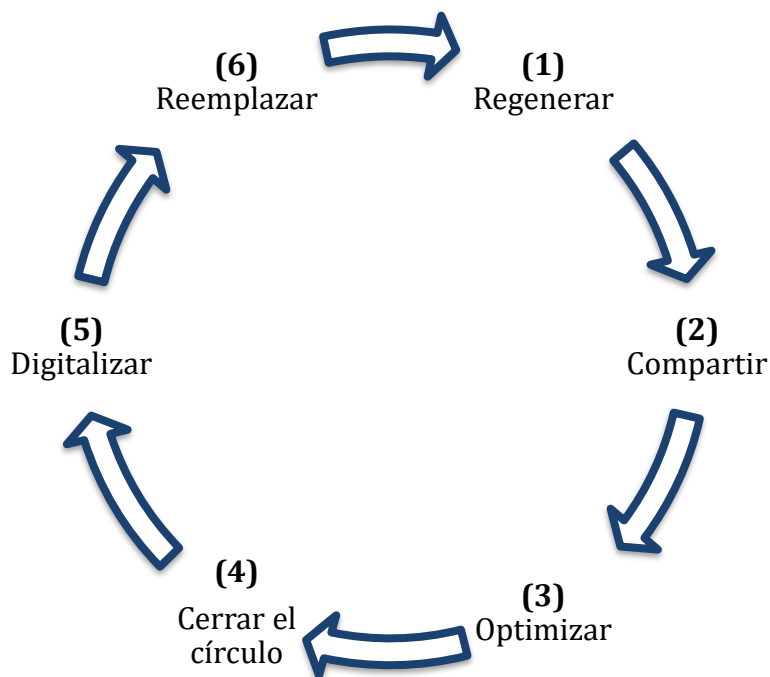 (1)
Regenerar
(2)
Compartir
(3)
Optimizar
(4)
Cerrar el
círculo
(5)
Digitalizar
(6)
Reemplazar